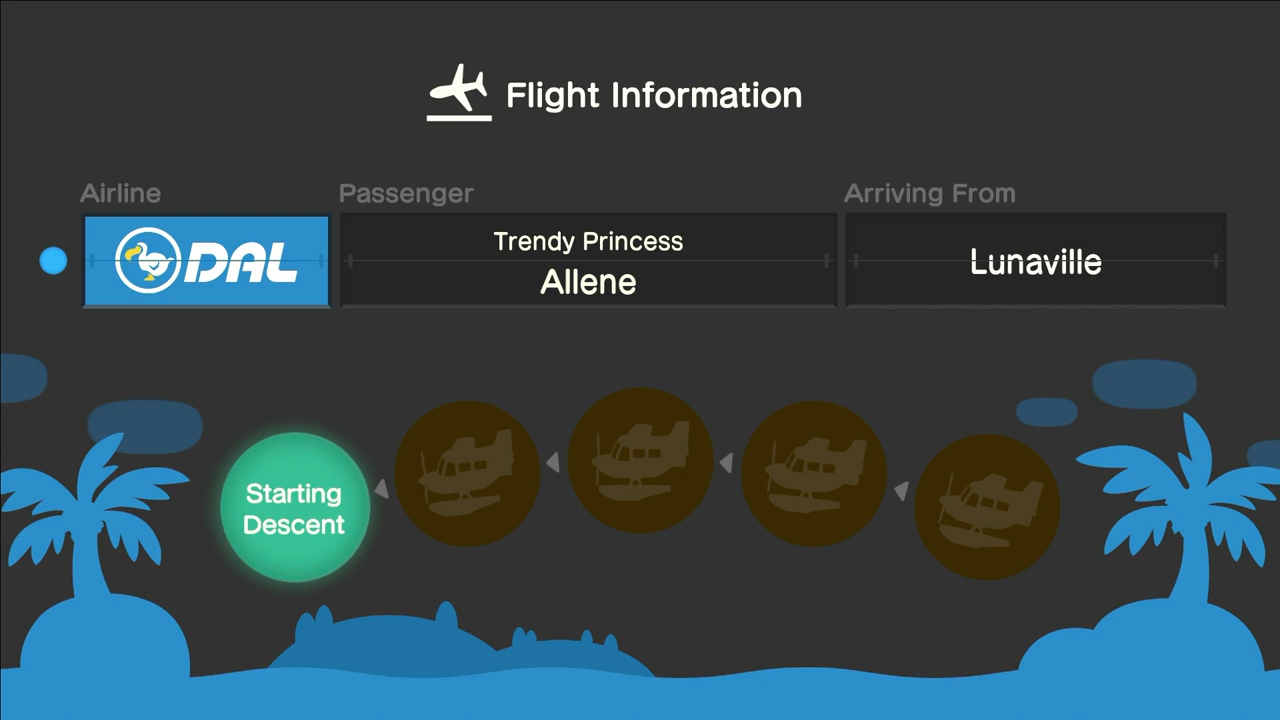 Flight Information
Airline
Passenger
Arriving From
DAL
Trendy Princess
Allene
Lunaville
Starting
Descent